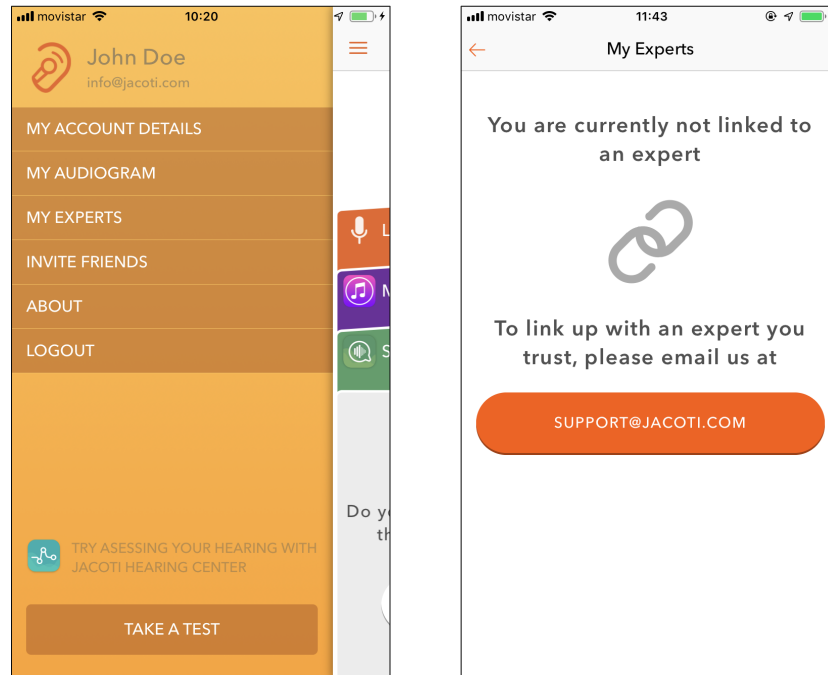 movistar 10:20
John Doe
info@jacoti.com
MY ACCOUNT DETAILS
MY AUDIOGRAM
MY EXPERTS
INVITE FRIENDS
ABOUT
LOGOUT
TRY ASESSING YOUR HEARING WITH
JACOTI HEARING CENTER
TAKE A TEST
L
M
S
Do yo
th
movistar 11:43
My Experts
You are currently not linked to
an expert
To link up with an expert you
trust, please email us at
SUPPORT@JACOTI.COM